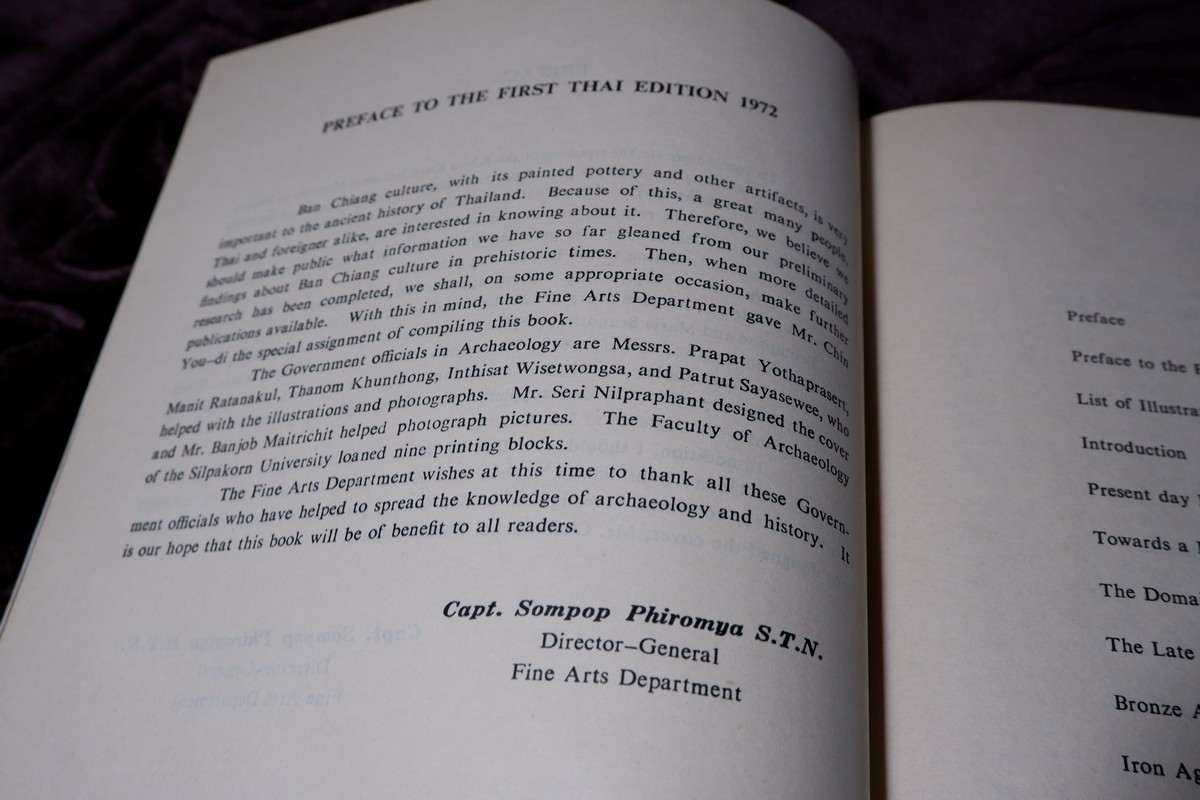 PREFACE TO THE FIRST THAI EDITION 1972
Ban Chiang culture, with its painted pottery and other artifacts, is very
important to the ancient history of Thailand. Because of this, a great many people,
Thai and foreigner alike, are interested in knowing about it. Therefore, we believe we
should make public what information we have so far gleaned from our preliminary
findings about Ban Chiang culture in prehistoric times. Then, when more detailed
research has been completed, we shall, on some appropriate occasion, make further
publications available. With this in mind, the Fine Arts Department gave Mr. Chin
You-di the special assignment of compiling this book.
The Government officials in Archaeology are Messrs. Prapat Yothaprasert,
Manit Ratanakul, Thanom Khunthong, Inthisat Wisetwongsa, and Patrut Sayasewee, who
helped with the illustrations and photographs. Mr. Seri Nilpraphant designed the cover
and Mr. Banjob Maitrichit helped photograph pictures. The Faculty of Archaeology
of the Silpakorn University loaned nine printing blocks.
The Fine Arts Department wishes at this time to thank all these Govern-
ment officials who have helped to spread the knowledge of archaeology and history. It
is our hope that this book will be of benefit to all readers.
Capt. Sompop Phiromya S.T.N.
Director-General
Fine Arts Department
Preface
Preface to the
List of
Introduction
Present day
Towards a
The
The Late
Bronze
Iron